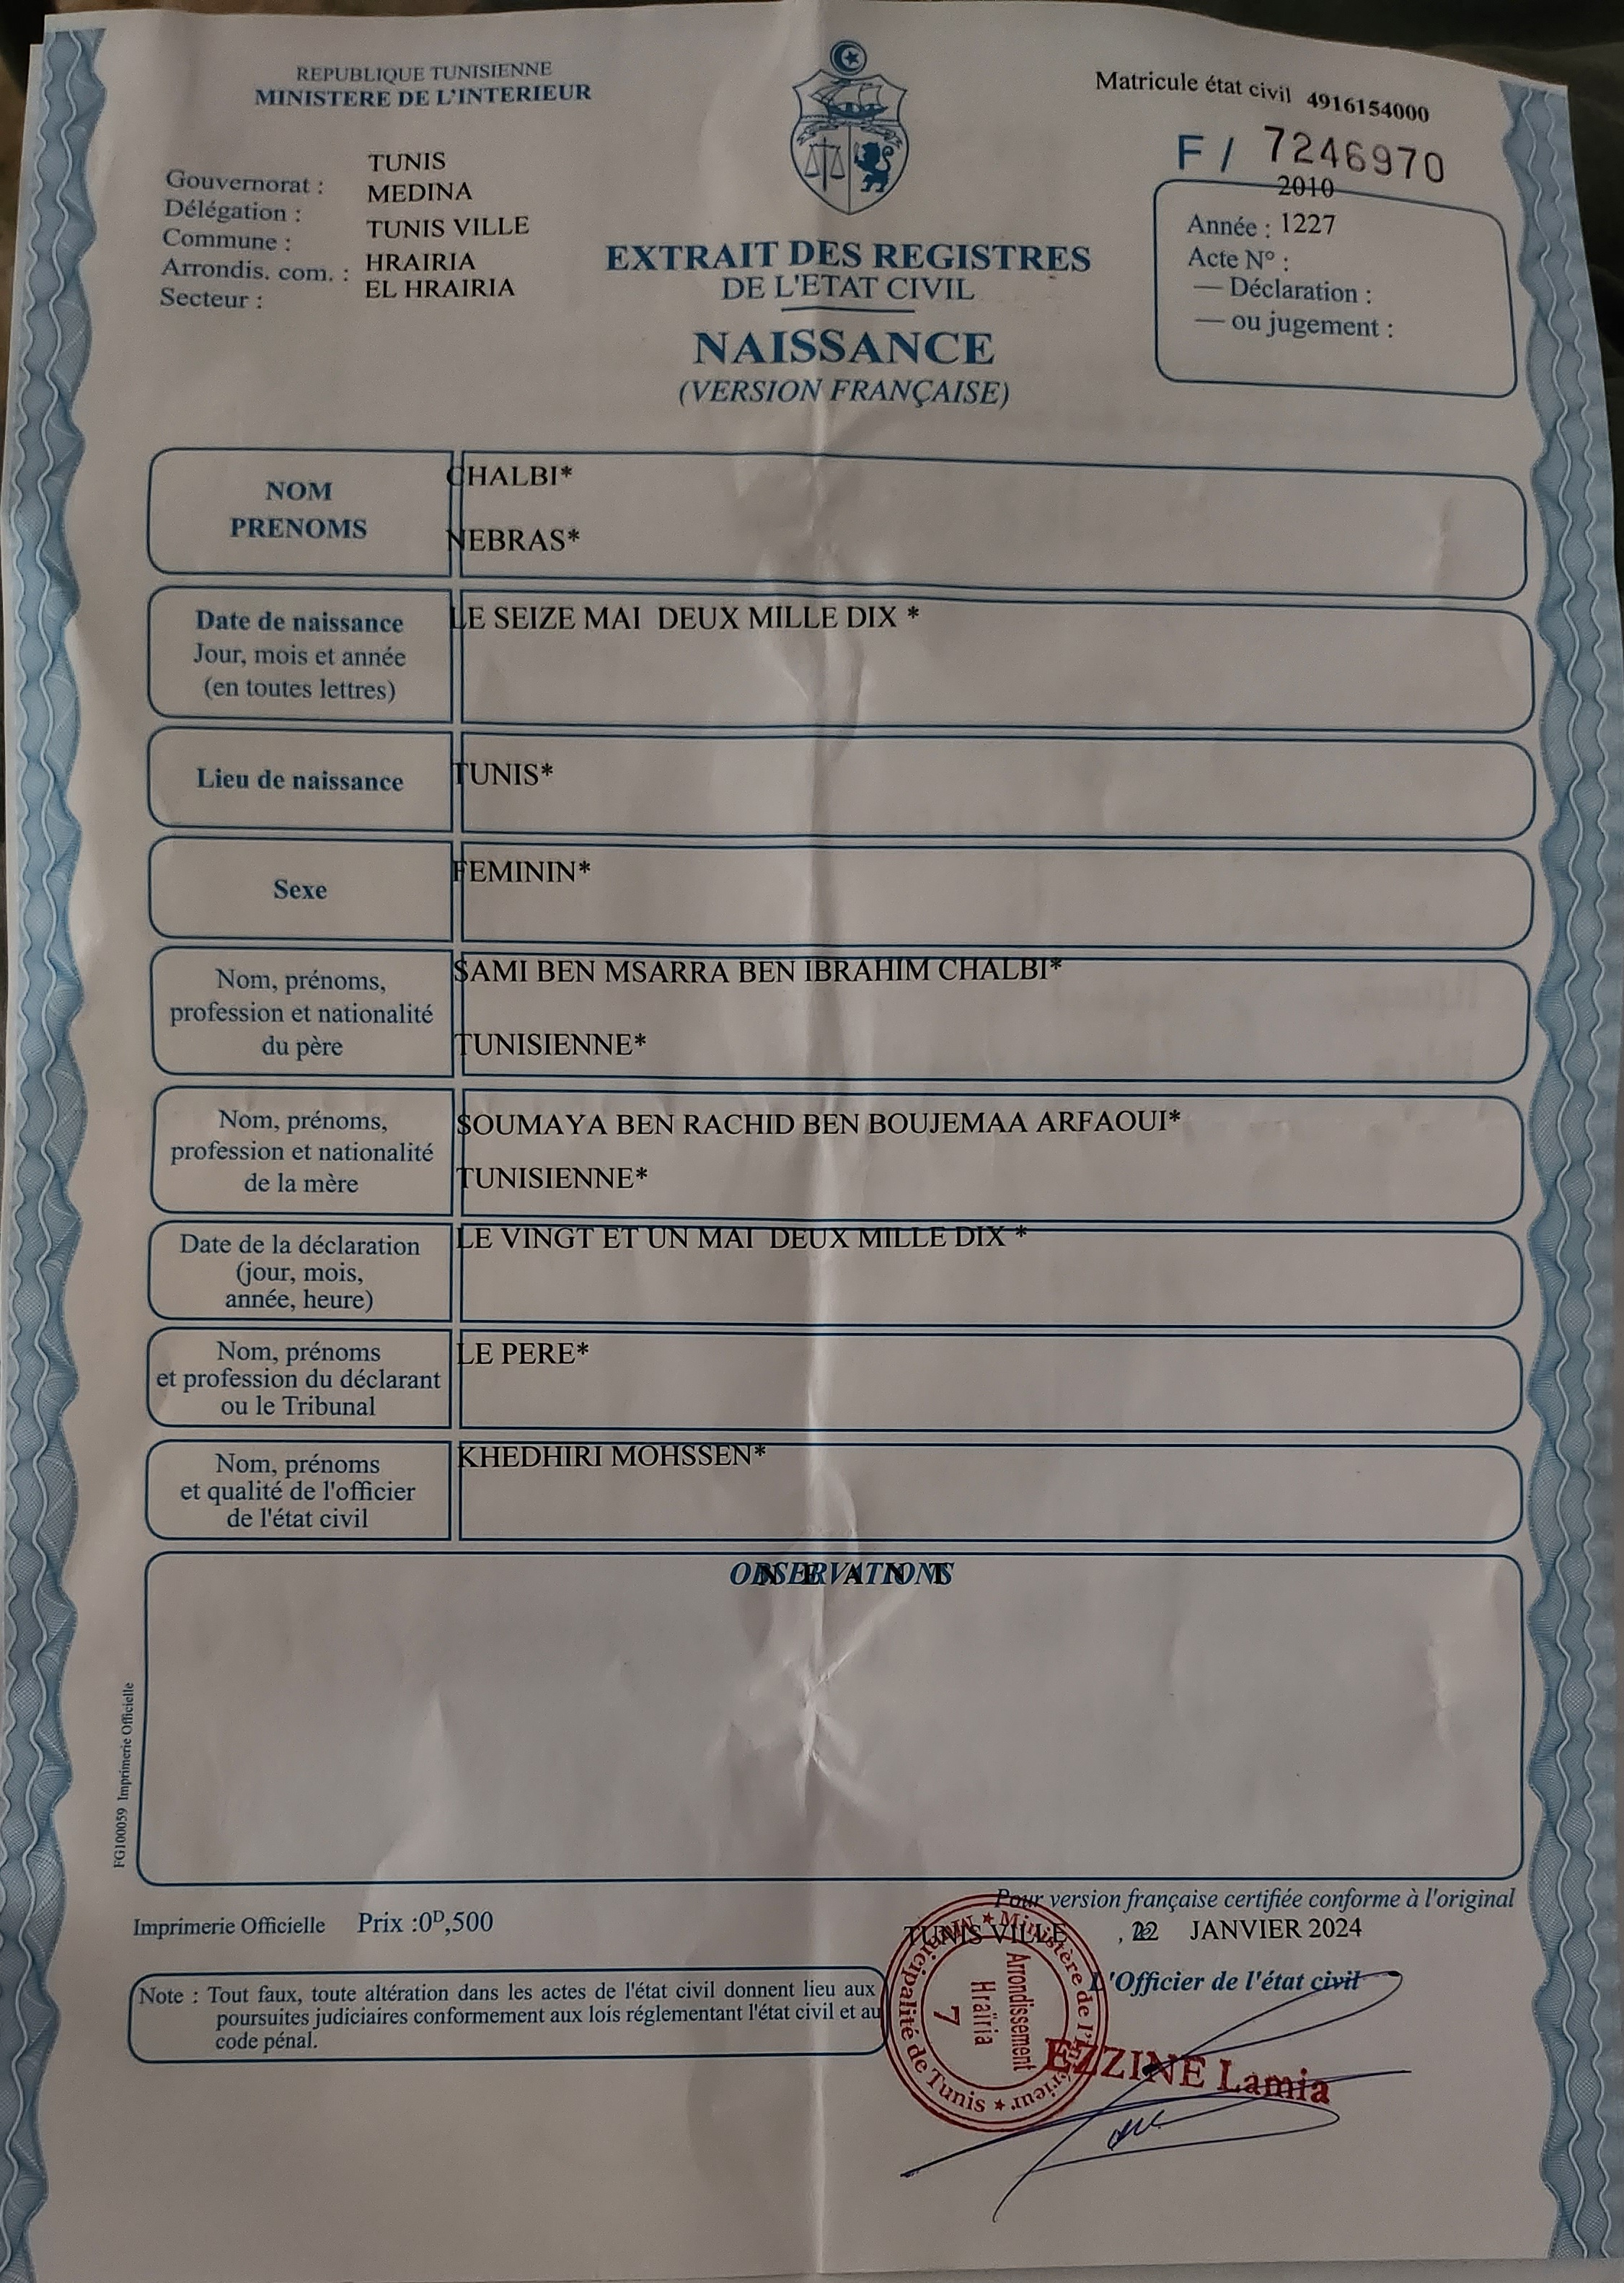 REPUBLIQUE TUNISIENNE
MINISTERE DE L'INTERIEUR
Gouvernorat : TUNIS
Délégation : MEDINA
Commune : TUNIS VILLE
Arrondis. com. : HRAIRIA
Secteur : EL HRAIRIA
EXTRAIT DES REGISTRES
DE L'ETAT CIVIL
NAISSANCE
(VERSION FRANÇAISE)
Matricule état civil 4916154000
F / 7246970
2010
Année : 1227
Acte N° :
— Déclaration :
— ou jugement :
NOM
PRENOMS
CHALBI*
NEBRAS*
Date de naissance
Jour, mois et année
(en toutes lettres)
LE SEIZE MAI DEUX MILLE DIX *
Lieu de naissance
TUNIS*
Sexe
FEMININ*
Nom, prénoms,
profession et nationalité
du père
SAMI BEN MSARRA BEN IBRAHIM CHALBI*
TUNISIENNE*
Nom, prénoms,
profession et nationalité
de la mère
SOUMAYA BEN RACHID BEN BOUJEMAA ARFAOUI*
TUNISIENNE*
Date de la déclaration
(jour, mois,
année, heure)
LE VINGT ET UN MAI DEUX MILLE DIX *
Nom, prénoms
et profession du déclarant
ou le Tribunal
LE PERE*
Nom, prénoms
et qualité de l'officier
de l'état civil
KHEDHIRI MOHSSEN*
OBSERVATIONS
N E A N T
FG100059 Imprimerie Officielle
Imprimerie Officielle Prix :0D,500
Pour version française certifiée conforme à l'original
TUNIS VILLE , le 22 JANVIER 2024
L'Officier de l'état civil
Note : Tout faux, toute altération dans les actes de l'état civil donnent lieu aux
poursuites judiciaires conformement aux lois réglementant l'état civil et au
code pénal.
★ Ministère de l'Intérieur ★ Municipalité de Tunis
Arrondissement
Hraïria
7
EZZINE Lamia